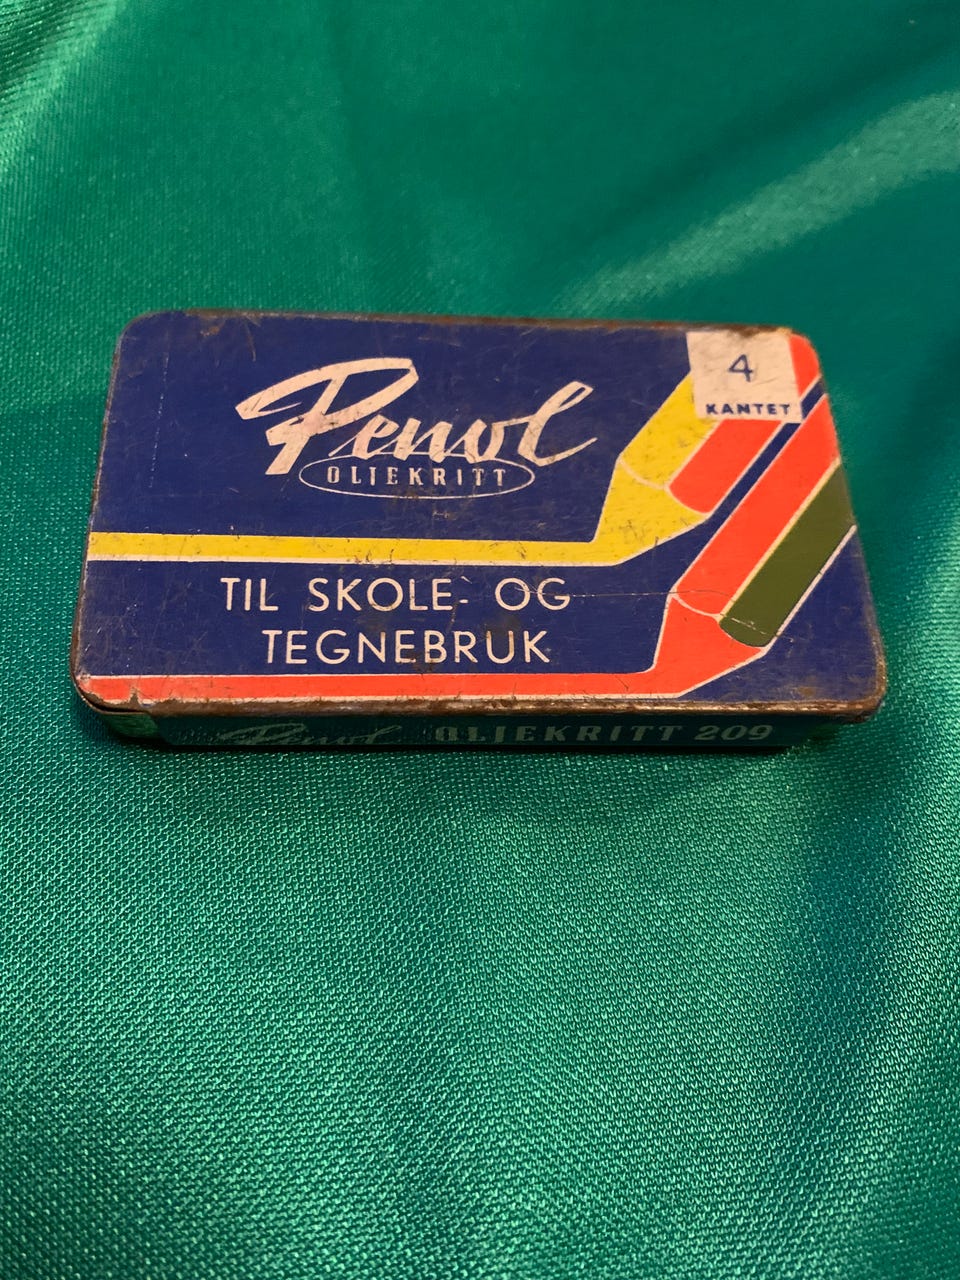 Penol
OLJEKRITT
4
KANTET
TIL SKOLE- OG
TEGNEBRUK
Penol OLJEKRITT 209